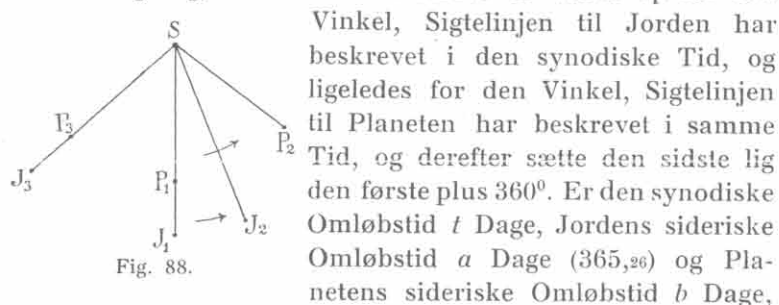 S
P₃
J₃
P₁
J₁
J₂
P₂
Fig. 88.
Vinkel, Sigtelinjen til Jorden har
beskrevet i den synodiske Tid, og
ligeledes for den Vinkel, Sigtelinjen
til Planeten har beskrevet i samme
Tid, og derefter sætte den sidste lig
den første plus 360⁰. Er den synodiske
Omløbstid t Dage, Jordens sideriske
Omløbstid a Dage (365,26) og Pla-
netens sideriske Omløbstid b Dage,